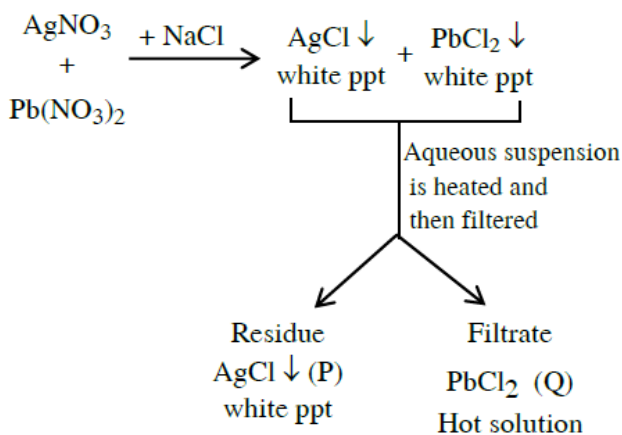 AgNO₃ + NaCl AgCl ↓ + PbCl₂ ↓
+ white ppt white ppt
Pb(NO₃)₂
Aqueous suspension
is heated and
then filtered
Residue Filtrate
AgCl ↓ (P) PbCl₂ (Q)
white ppt Hot solution